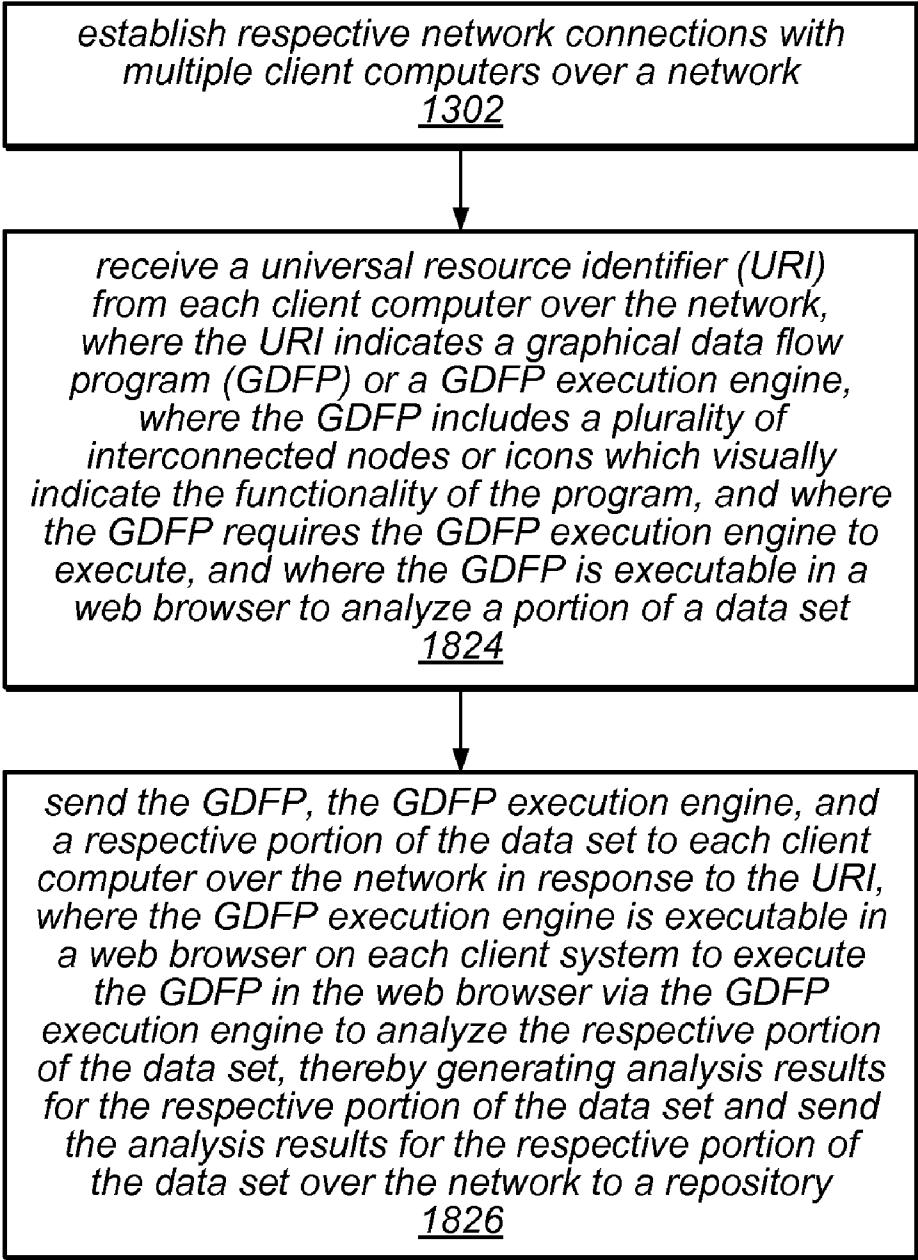 establish respective network connections with
multiple client computers over a network
1302
receive a universal resource identifier (URI)
from each client computer over the network,
where the URI indicates a graphical data flow
program (GDFP) or a GDFP execution engine,
where the GDFP includes a plurality of
interconnected nodes or icons which visually
indicate the functionality of the program, and where
the GDFP requires the GDFP execution engine to
execute, and where the GDFP is executable in a
web browser to analyze a portion of a data set
1824
send the GDFP, the GDFP execution engine, and
a respective portion of the data set to each client
computer over the network in response to the URI,
where the GDFP execution engine is executable in
a web browser on each client system to execute
the GDFP in the web browser via the GDFP
execution engine to analyze the respective portion
of the data set, thereby generating analysis results
for the respective portion of the data set and send
the analysis results for the respective portion of
the data set over the network to a repository
1826